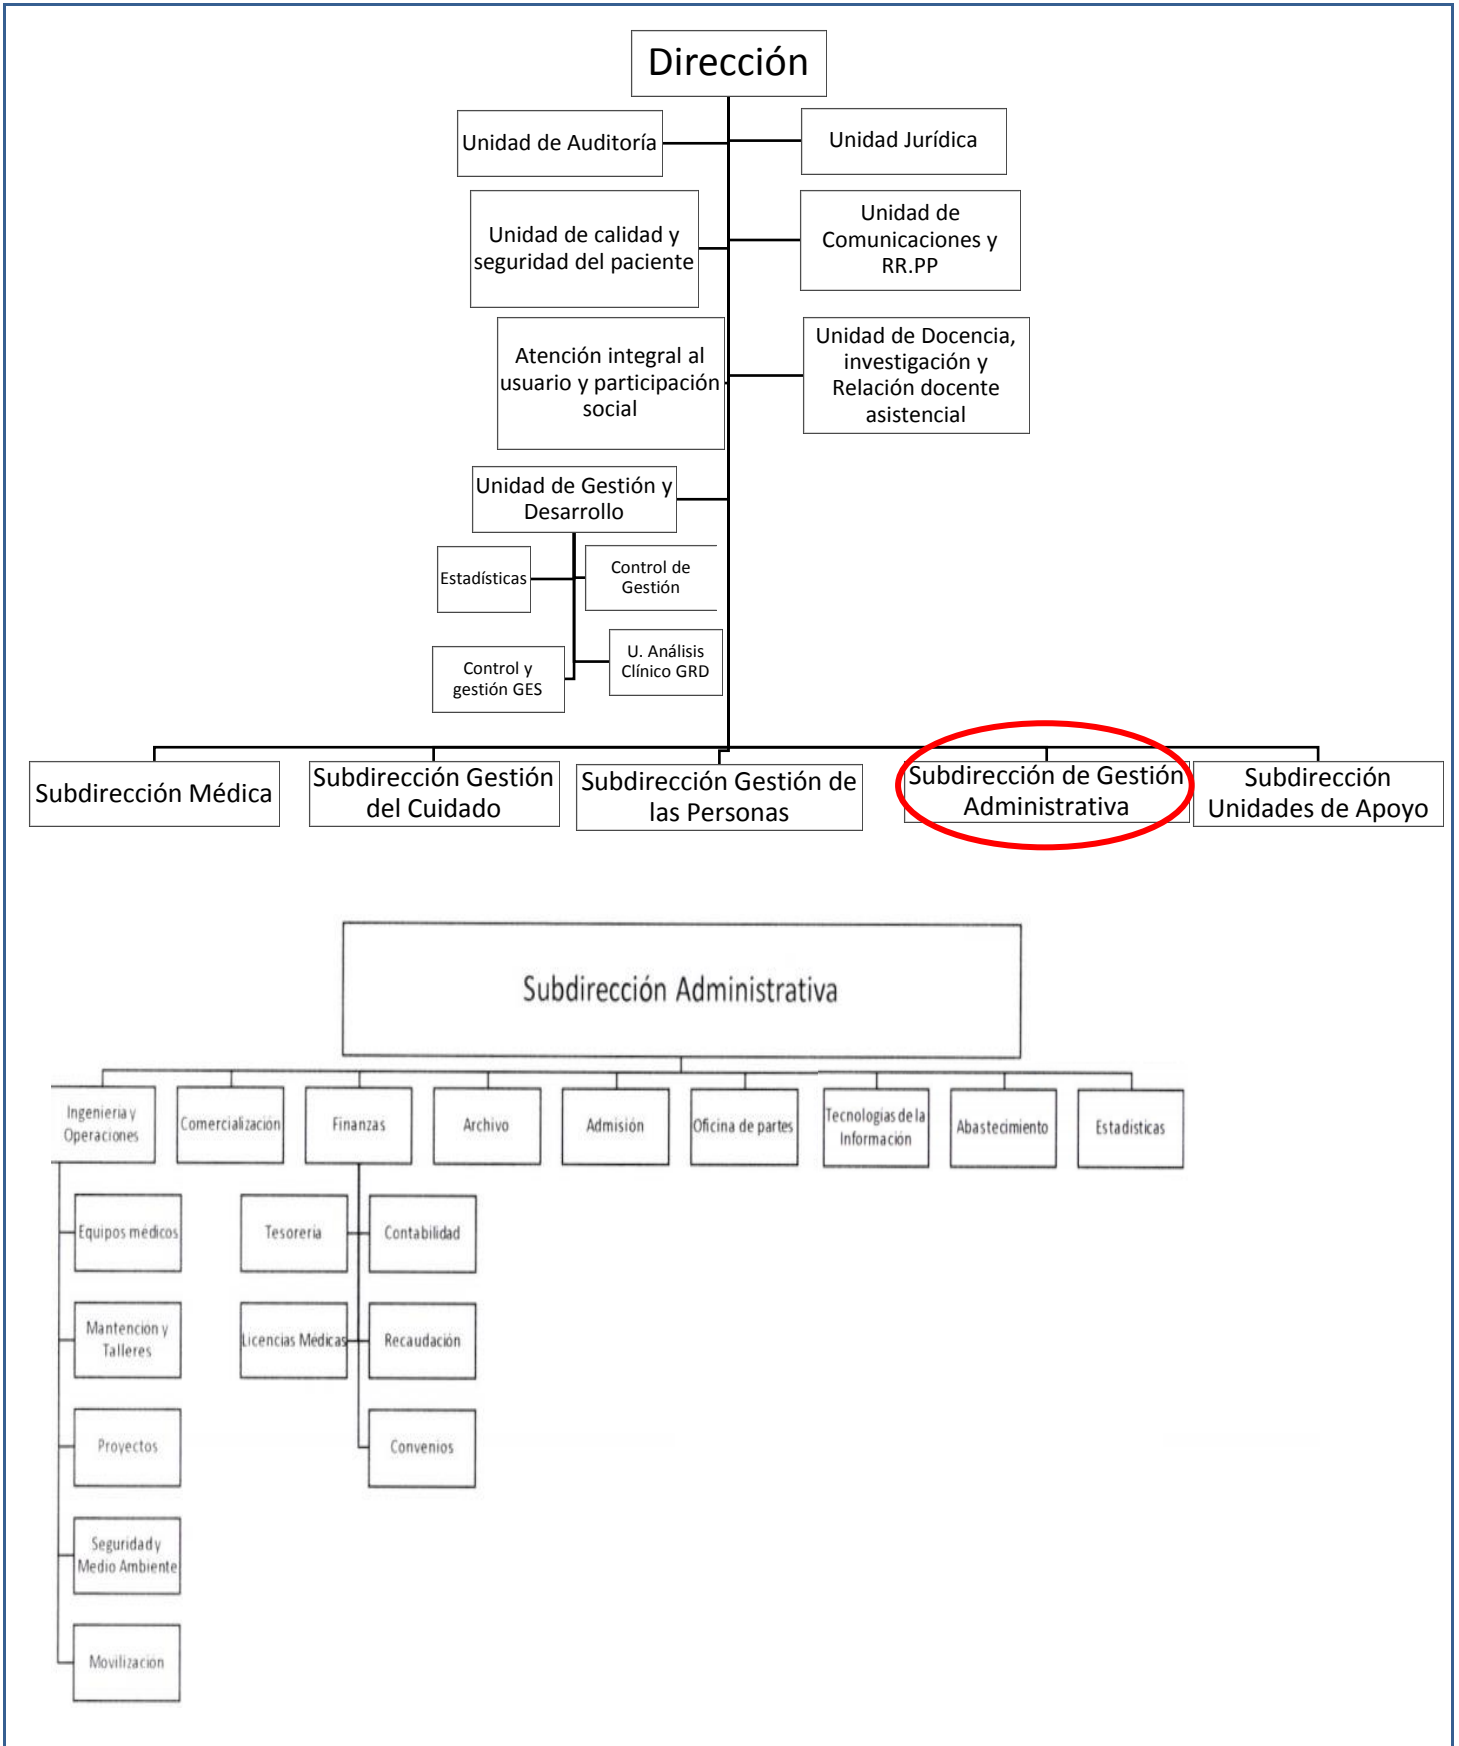 Dirección
Unidad de Auditoría
Unidad Jurídica
Unidad de calidad y
seguridad del paciente
Unidad de
Comunicaciones y
RR.PP
Atención integral al
usuario y participación
social
Unidad de Docencia,
investigación y
Relación docente
asistencial
Unidad de Gestión y
Desarrollo
Estadísticas
Control de
Gestión
Control y
gestión GES
U. Análisis
Clínico GRD
Subdirección Médica
Subdirección Gestión
del Cuidado
Subdirección Gestión de
las Personas
Subdirección de Gestión
Administrativa
Subdirección
Unidades de Apoyo
Subdirección Administrativa
Ingenieria y
Operaciones
Comercialización
Finanzas
Archivo
Admisión
Oficina de partes
Tecnologías de la
Información
Abastecimiento
Estadísticas
Equipos médicos
Mantención y
Talleres
Proyectos
Seguridad y
Medio Ambiente
Movilización
Tesorería
Contabilidad
Licencias Médicas
Recaudación
Convenios